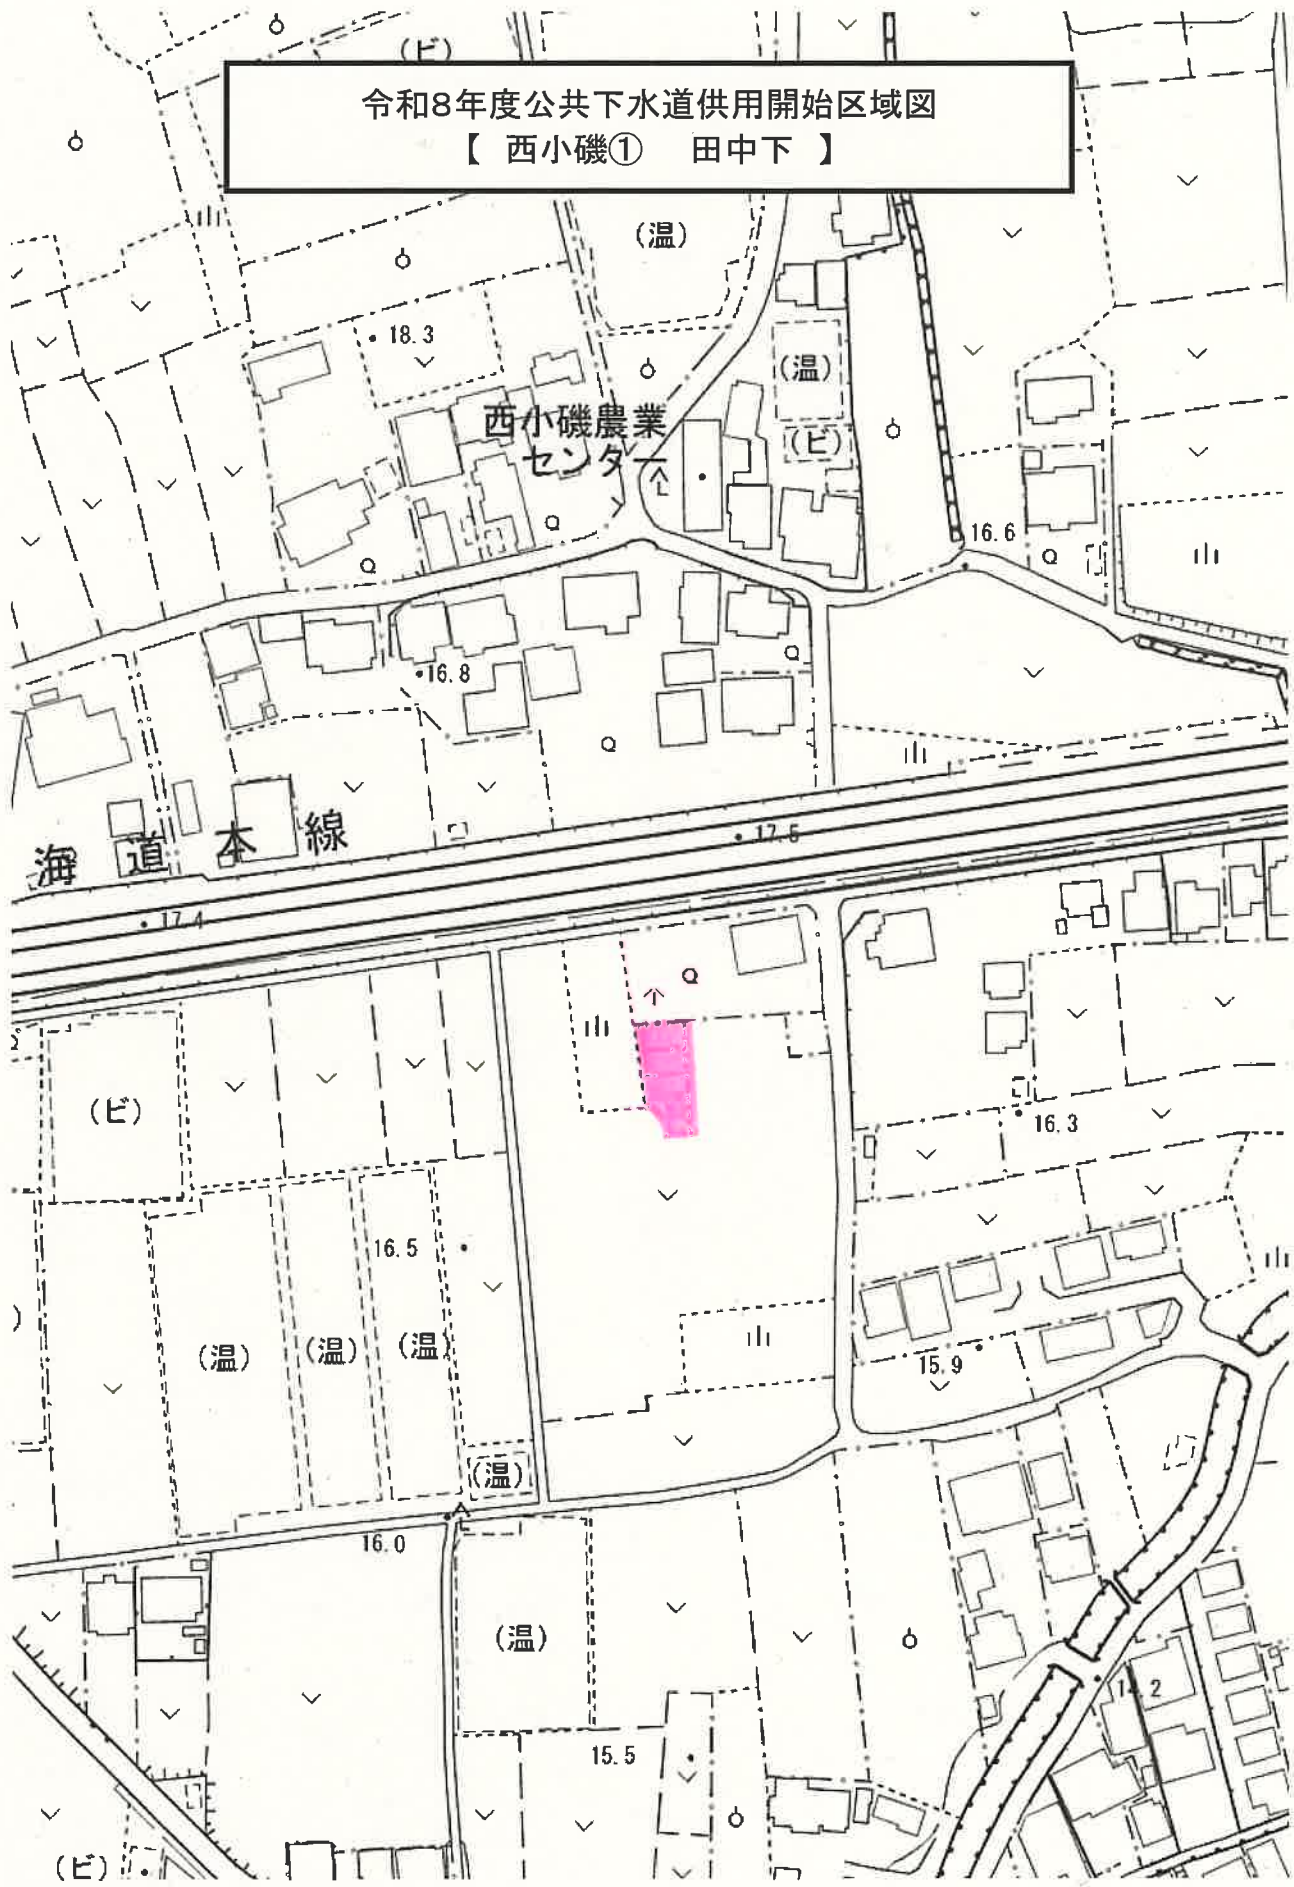 (ビ)
令和8年度公共下水道供用開始区域図
【 西小磯① 田中下 】
(温)
18.3
(温)
西小磯農業
センター
(ビ)
16.6
16.8
海道本線
17.5
17.4
(ビ)
16.3
16.5
(温)
(温)
(温)
15.9
(温)
16.0
(温)
14.2
15.5
(ビ)